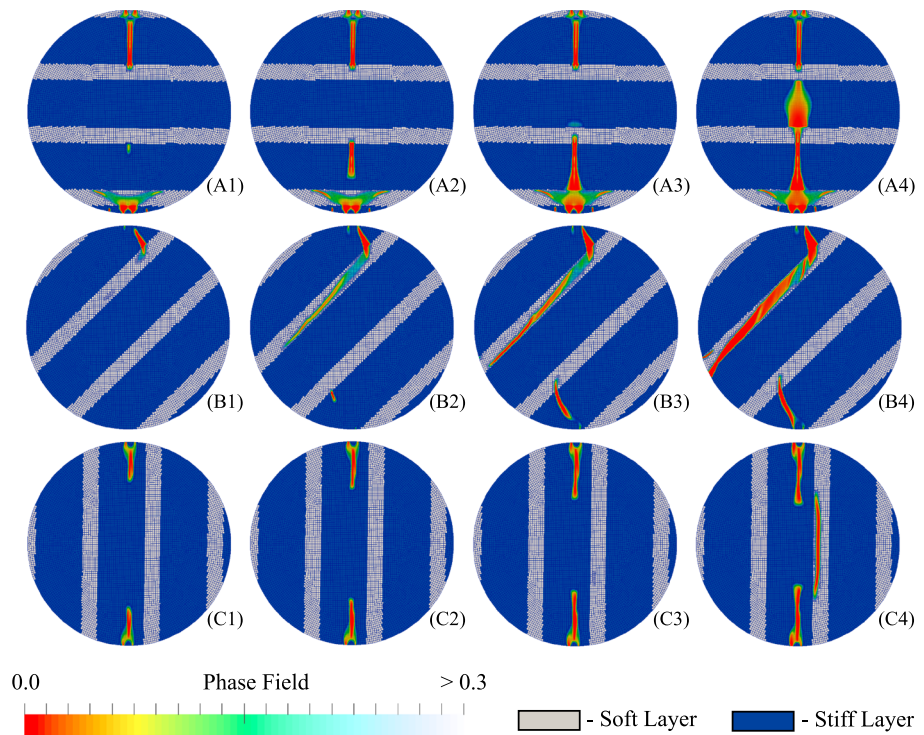 (A1)
(A2)
(A3)
(A4)
(B1)
(B2)
(B3)
(B4)
(C1)
(C2)
(C3)
(C4)
0.0 Phase Field > 0.3
- Soft Layer - Stiff Layer